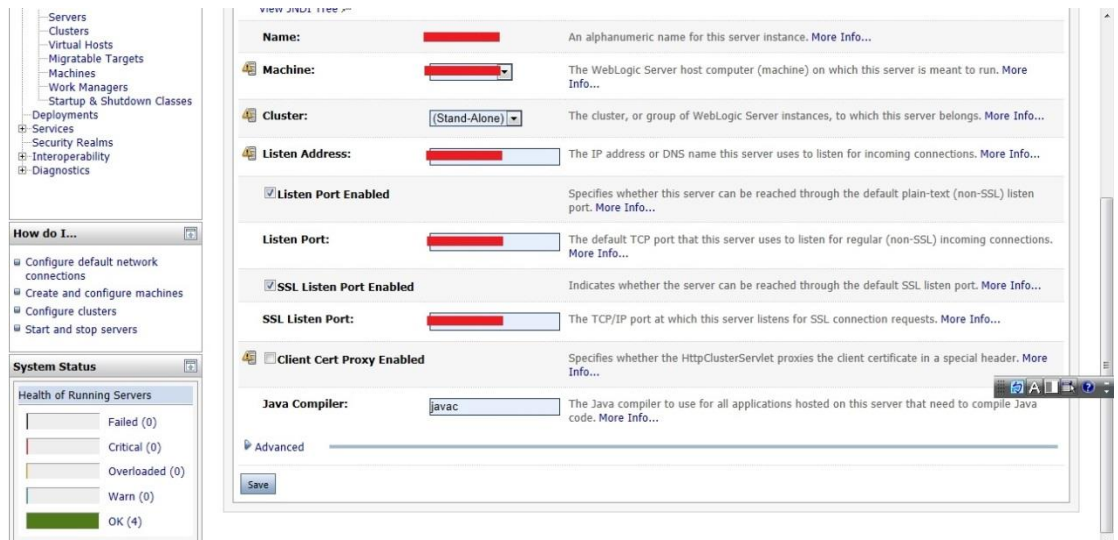 View JNDI Tree
Servers
Clusters
Virtual Hosts
Migratable Targets
Machines
Work Managers
Startup & Shutdown Classes
Deployments
Services
Security Realms
Interoperability
Diagnostics
How do I...
Configure default network
connections
Create and configure machines
Configure clusters
Start and stop servers
System Status
Health of Running Servers
Failed (0)
Critical (0)
Overloaded (0)
Warn (0)
OK (4)
Name:
An alphanumeric name for this server instance. More Info...
Machine:
The WebLogic Server host computer (machine) on which this server is meant to run. More
Info...
Cluster:
(Stand-Alone)
The cluster, or group of WebLogic Server instances, to which this server belongs. More Info...
Listen Address:
The IP address or DNS name this server uses to listen for incoming connections. More Info...
Listen Port Enabled
Specifies whether this server can be reached through the default plain-text (non-SSL) listen
port. More Info...
Listen Port:
The default TCP port that this server uses to listen for regular (non-SSL) incoming connections.
More Info...
SSL Listen Port Enabled
Indicates whether the server can be reached through the default SSL listen port. More Info...
SSL Listen Port:
The TCP/IP port at which this server listens for SSL connection requests. More Info...
Client Cert Proxy Enabled
Specifies whether the HttpClusterServlet proxies the client certificate in a special header. More
Info...
Java Compiler:
javac
The Java compiler to use for all applications hosted on this server that need to compile Java
code. More Info...
Advanced
Save
A